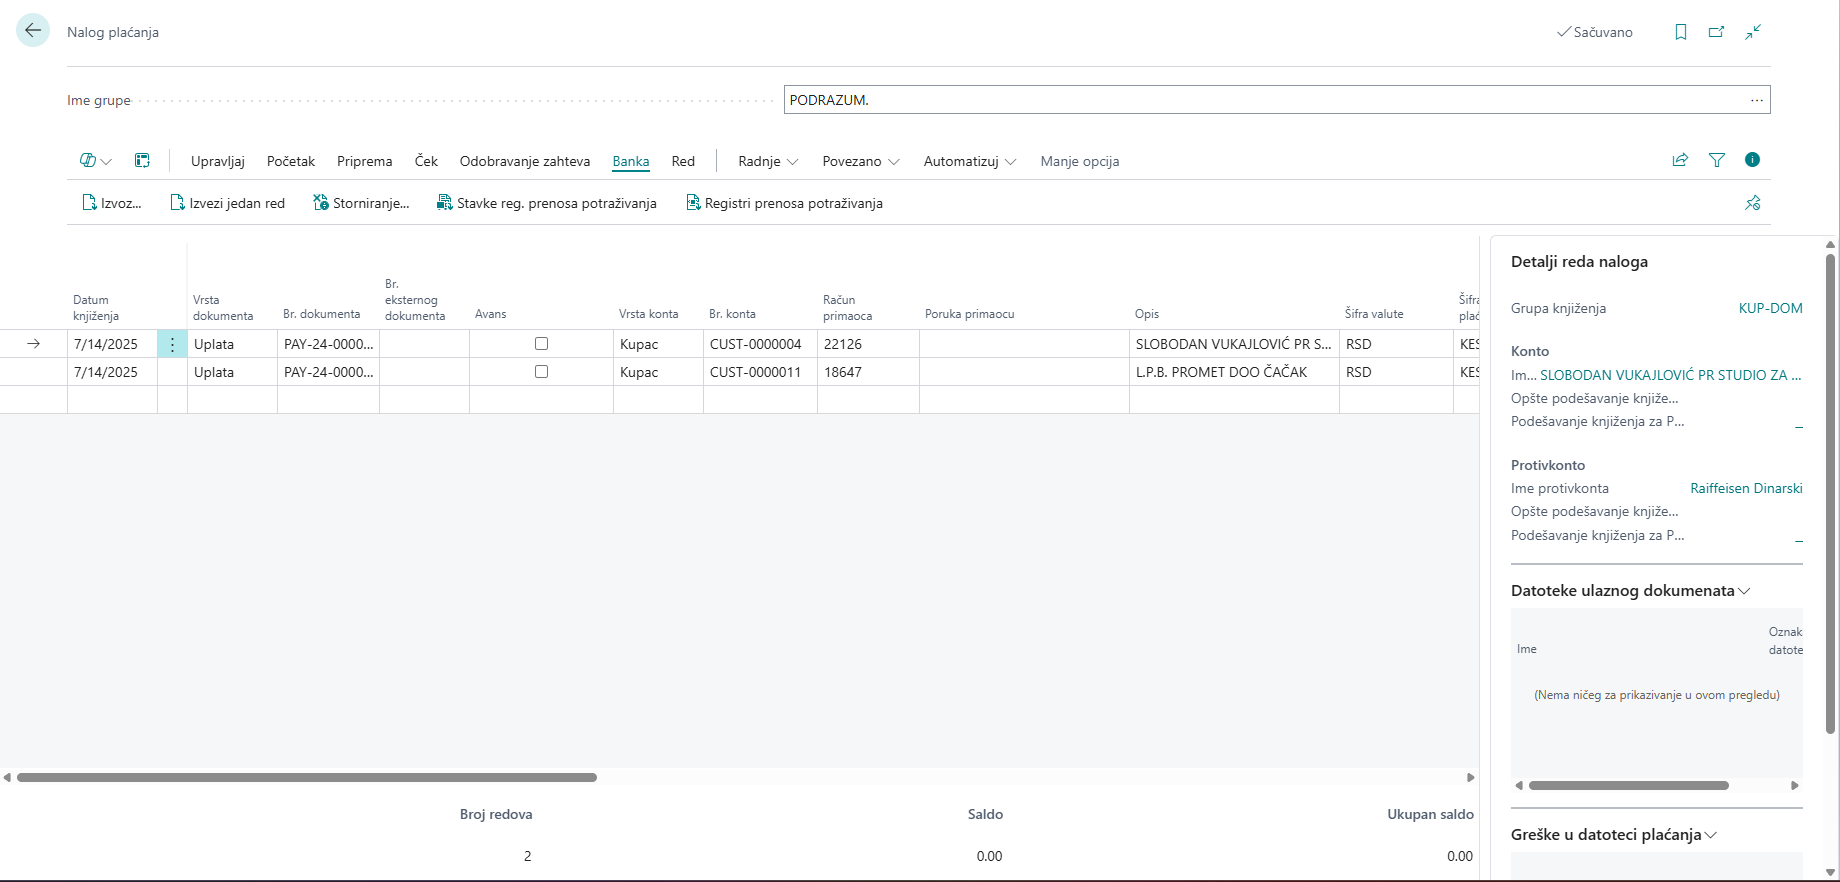 Nalog plaćanja
Sačuvano
Ime grupe
PODRAZUM.
Upravljaj Početak Priprema Ček Odobravanje zahteva Banka Red Radnje Povezano Automatizuj Manje opcija
Izvoz... Izvezi jedan red Storniranje... Stavke reg. prenosa potraživanja Registri prenosa potraživanja
Datum knjiženja Vrsta dokumenta Br. dokumenta Br. eksternog dokumenta Avans Vrsta konta Br. konta Račun primaoca Poruka primaocu Opis Šifra valute Šifra plać
7/14/2025 Uplata PAY-24-0000... Kupac CUST-0000004 22126 SLOBODAN VUKAJLOVIĆ PR S... RSD KES
7/14/2025 Uplata PAY-24-0000... Kupac CUST-0000011 18647 L.P.B. PROMET DOO ČAČAK RSD KES
Broj redova Saldo Ukupan saldo
2 0.00 0.00
Detalji reda naloga
Grupa knjiženja KUP-DOM
Konto
Im... SLOBODAN VUKAJLOVIĆ PR STUDIO ZA ...
Opšte podešavanje knjiže...
Podešavanje knjiženja za P... _
Protivkonto
Ime protivkonta Raiffeisen Dinarski
Opšte podešavanje knjiže...
Podešavanje knjiženja za P... _
Datoteke ulaznog dokumenata
Ime Oznak datote
(Nema ničeg za prikazivanje u ovom pregledu)
Greške u datoteci plaćanja